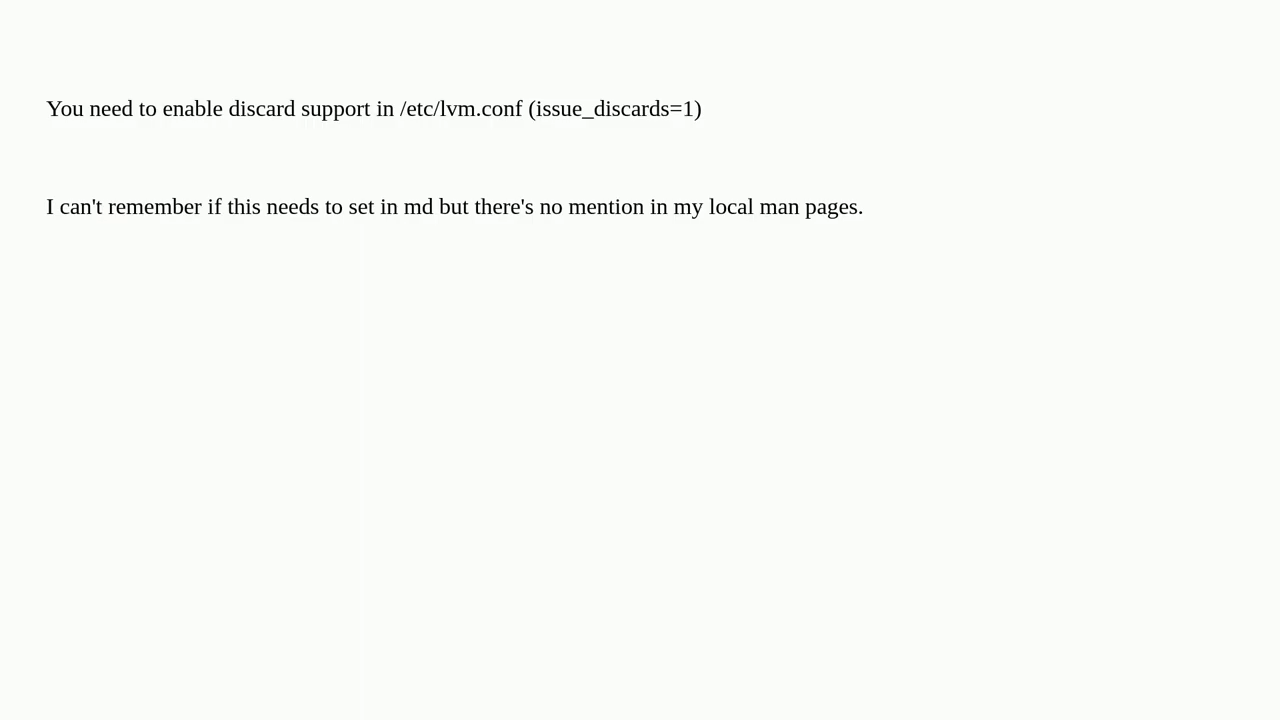 You need to enable discard support in /etc/lvm.conf (issue_discards=1)
I can't remember if this needs to set in md but there's no mention in my local man pages.